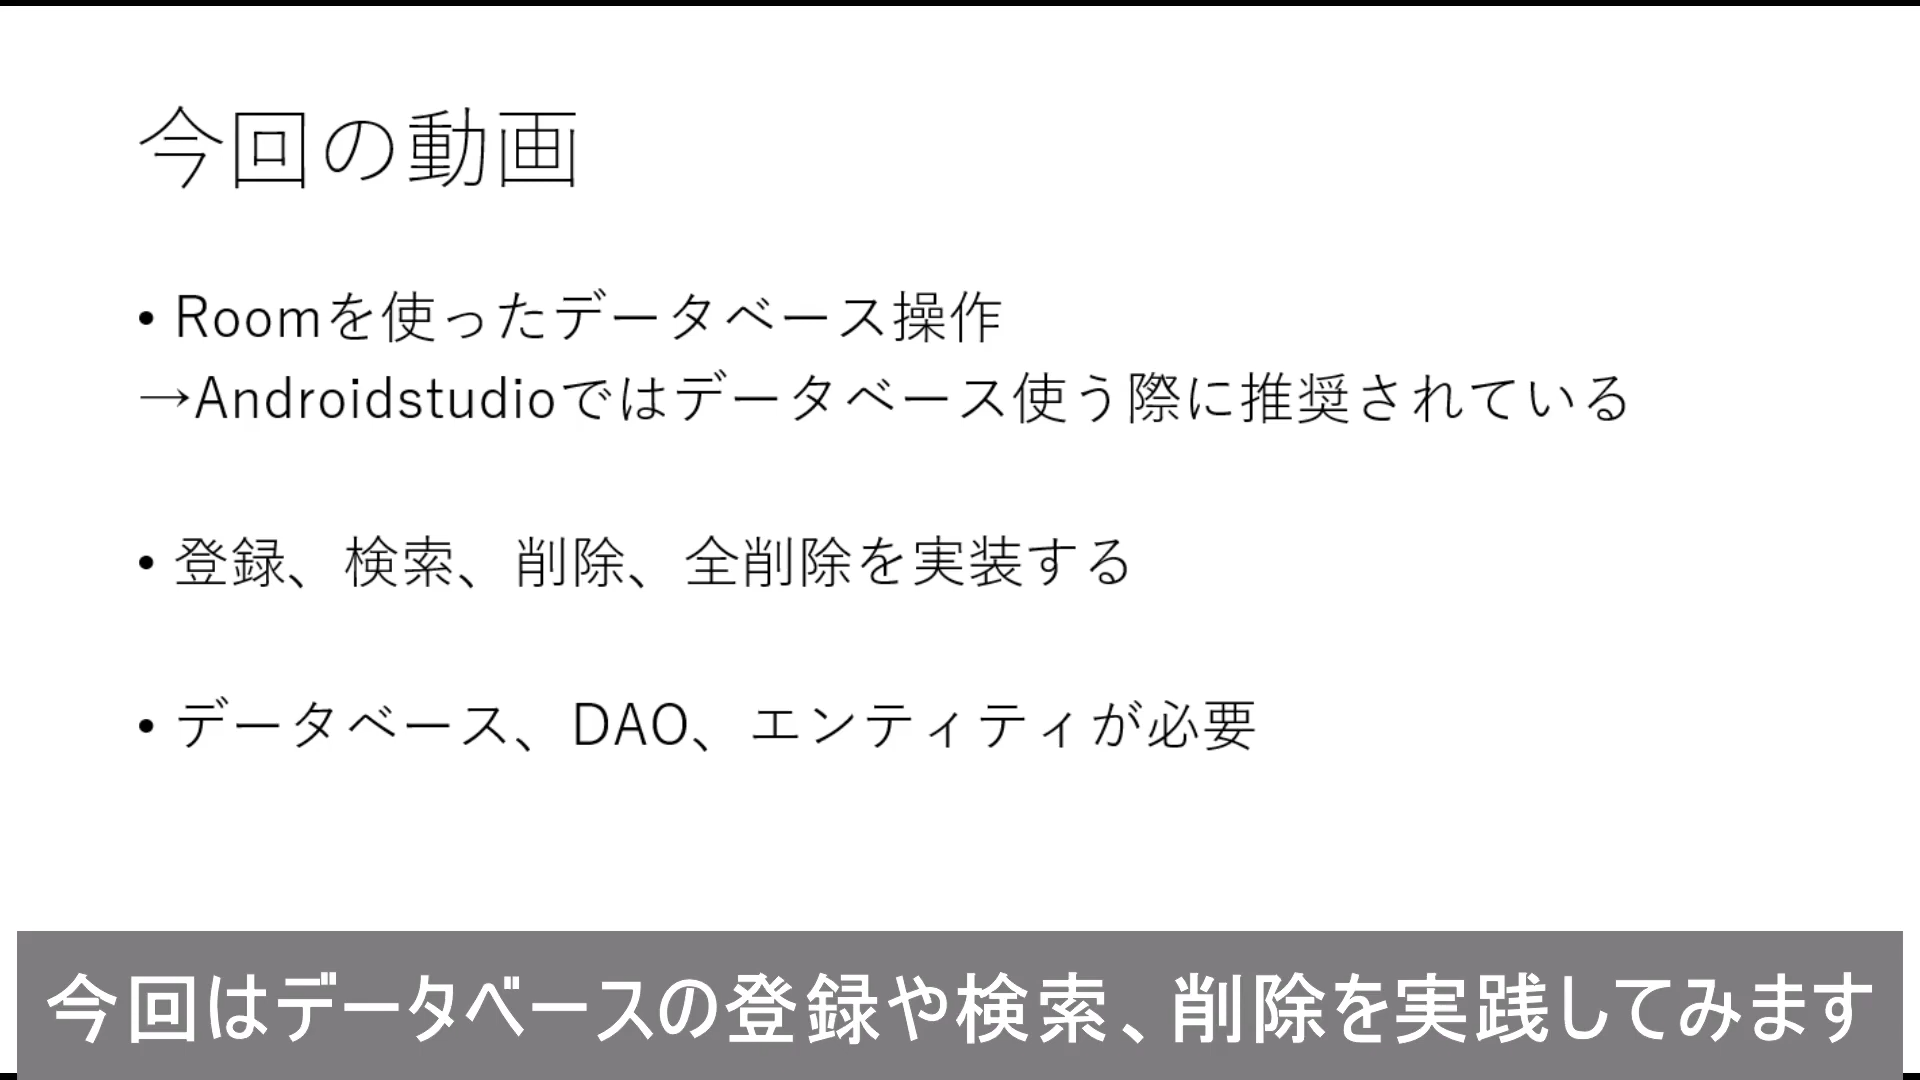 今回の動画
• Roomを使ったデータベース操作
→Androidstudioではデータベース使う際に推奨されている
• 登録、検索、削除、全削除を実装する
• データベース、DAO、エンティティが必要
今回はデータベースの登録や検索、削除を実践してみます